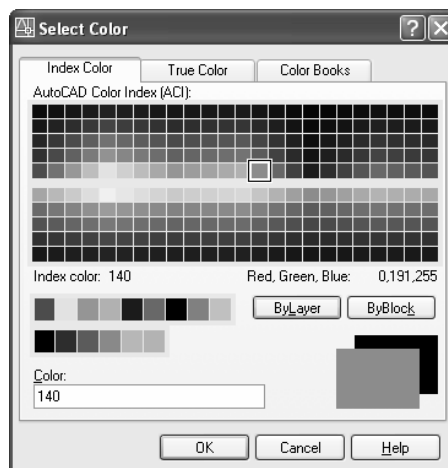 Select Color
Index Color True Color Color Books
AutoCAD Color Index (ACI):
Index color: 140 Red, Green, Blue: 0,191,255
ByLayer ByBlock
Color:
140
OK Cancel Help